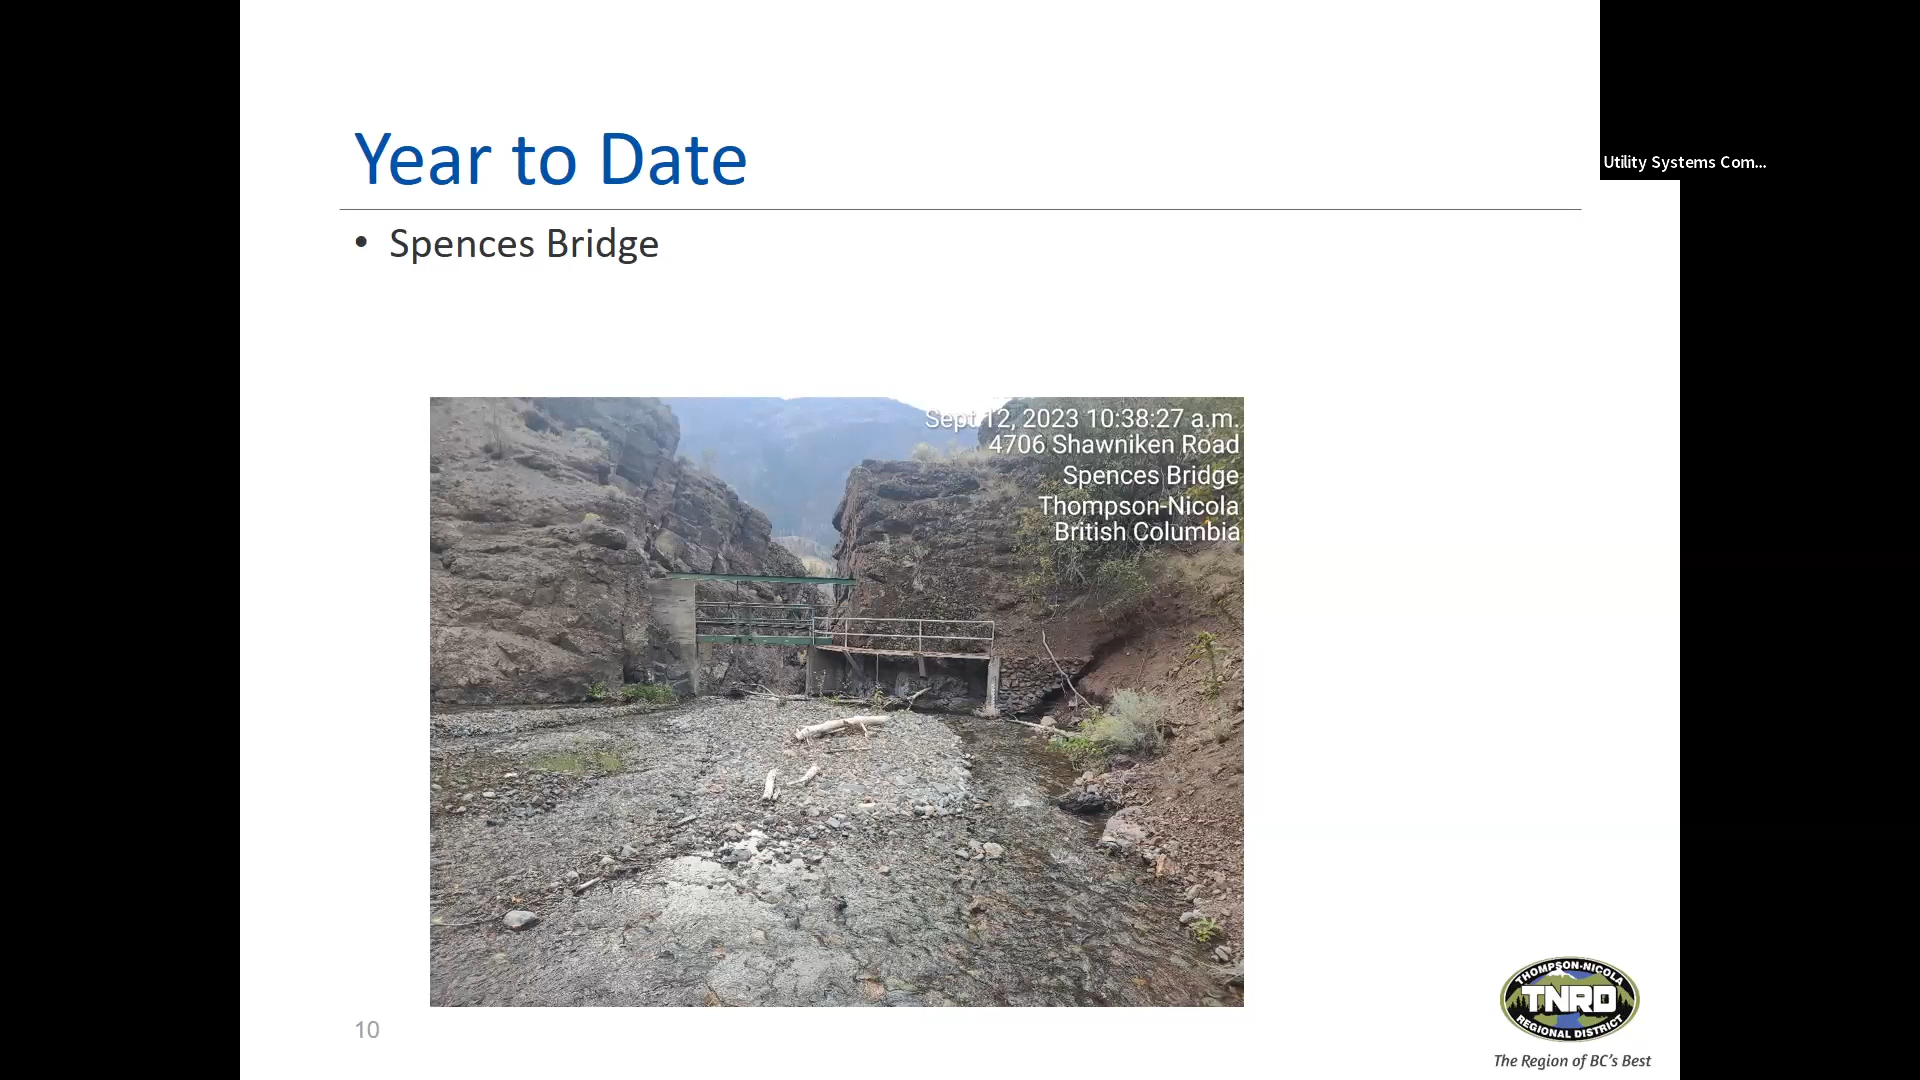 Year to Date
Utility Systems Com...
• Spences Bridge
Sept 12, 2023 10:38:27 a.m.
4706 Shawniken Road
Spences Bridge
Thompson-Nicola
British Columbia
10
THOMPSON-NICOLA
TNRD
REGIONAL DISTRICT
The Region of BC's Best